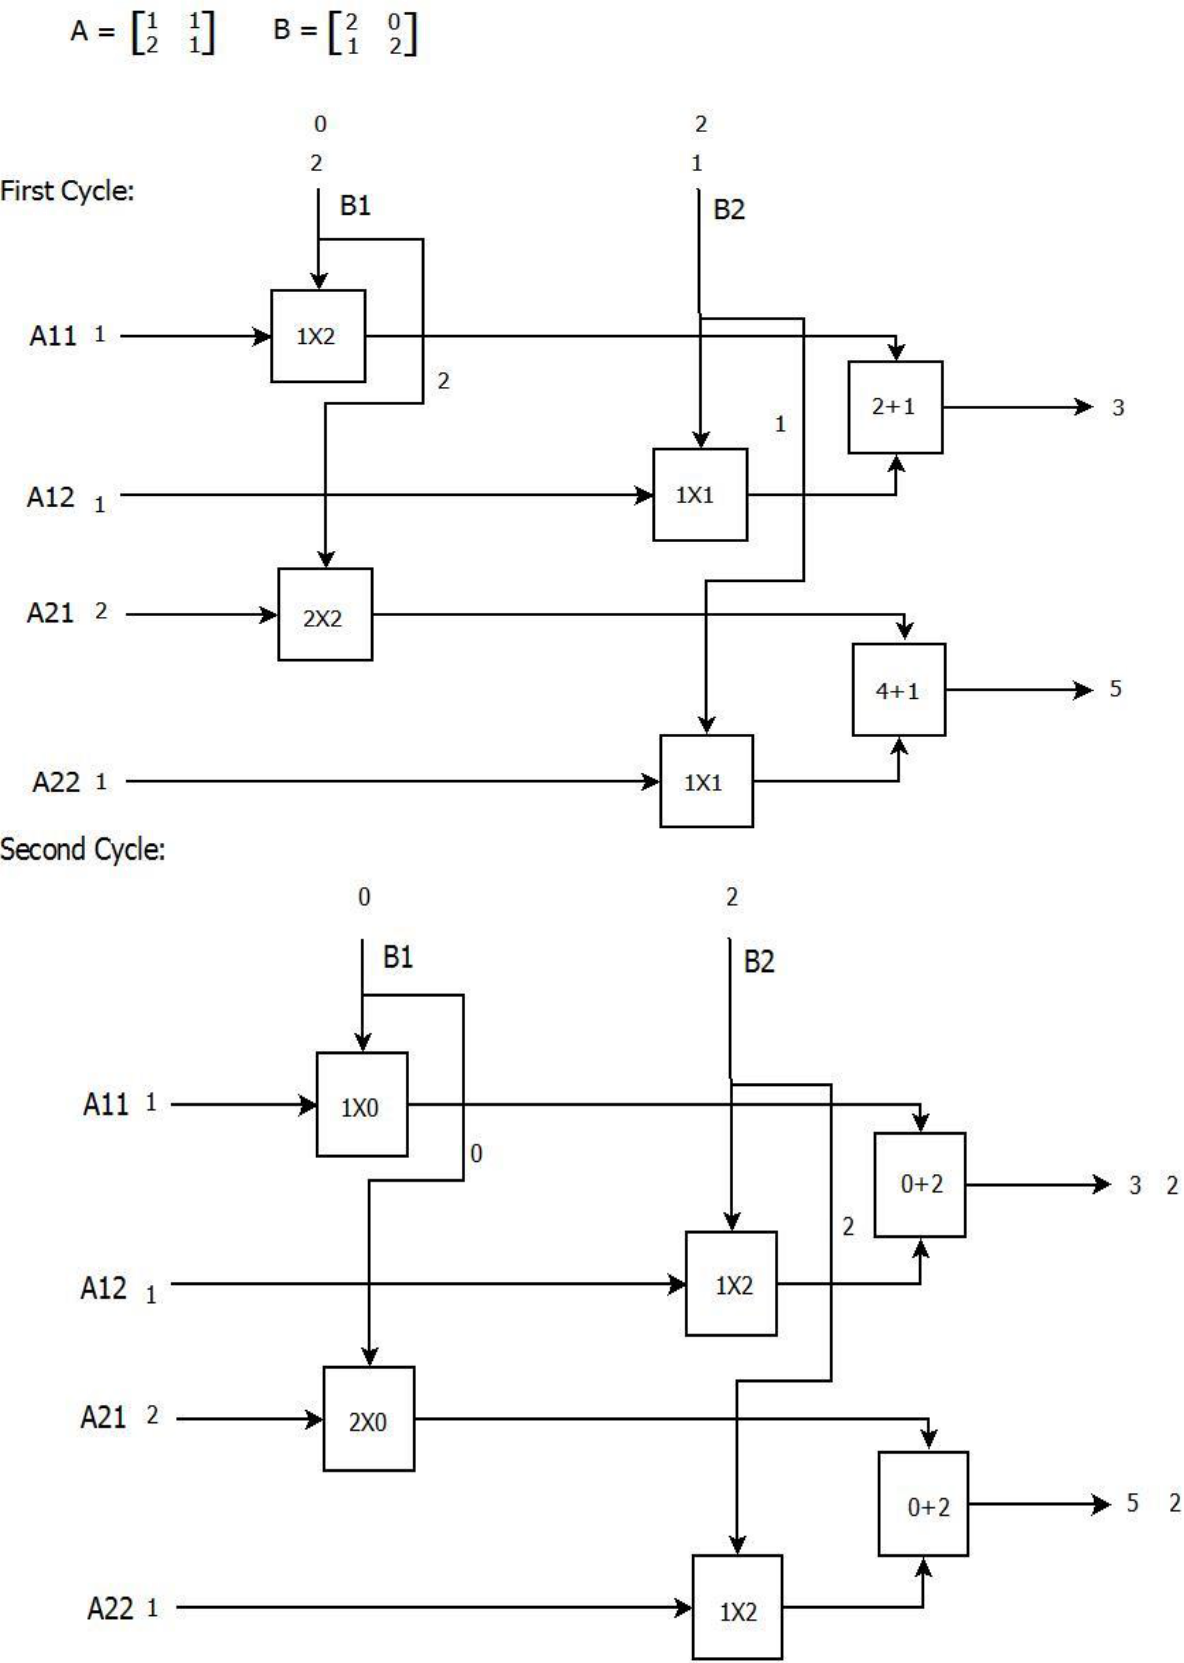 A = [1 1
2 1] B = [2 0
1 2]
0 2
2 1
First Cycle:
B1 B2
A11 1 1X2
2 2+1 3
1
A12 1 1X1
A21 2 2X2
4+1 5
A22 1 1X1
Second Cycle:
0 2
B1 B2
A11 1 1X0
0 0+2 3 2
2
A12 1 1X2
A21 2 2X0
0+2 5 2
A22 1 1X2